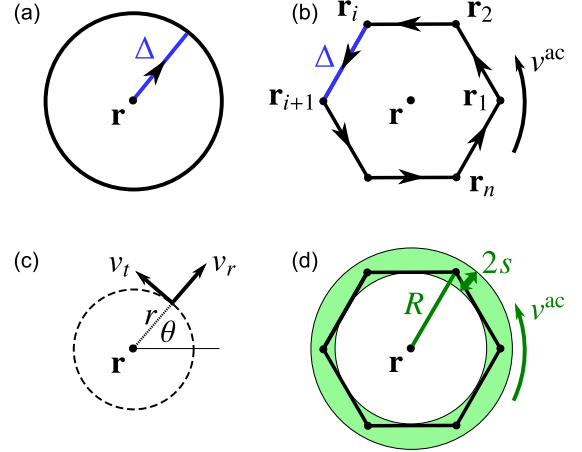 (a)
Δ
r
(b)
r_i
r_2
Δ
v^ac
r_{i+1}
r
r_1
r_n
(c)
v_t
v_r
r
θ
r
(d)
2s
R
v^ac
r